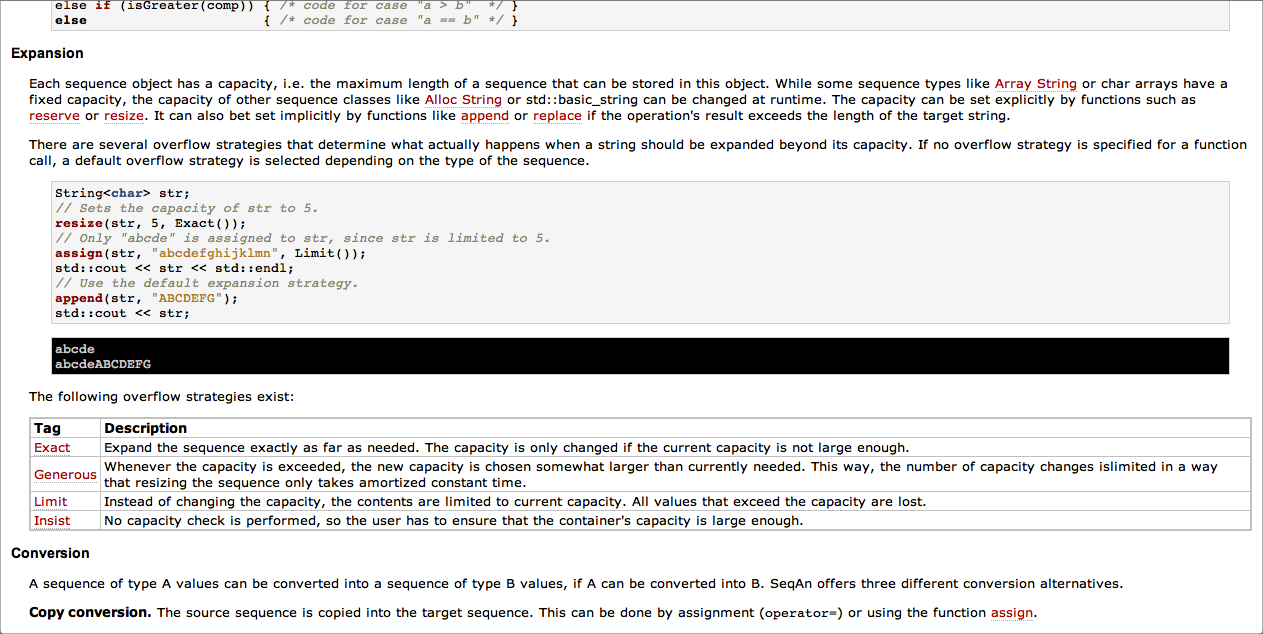 else if (isGreater(comp)) { /* code for case "a > b"  */ }
else                      { /* code for case "a == b" */ }
Expansion
Each sequence object has a capacity, i.e. the maximum length of a sequence that can be stored in this object. While some sequence types like Array String or char arrays have a
fixed capacity, the capacity of other sequence classes like Alloc String or std::basic_string can be changed at runtime. The capacity can be set explicitly by functions such as
reserve or resize. It can also bet set implicitly by functions like append or replace if the operation's result exceeds the length of the target string.
There are several overflow strategies that determine what actually happens when a string should be expanded beyond its capacity. If no overflow strategy is specified for a function
call, a default overflow strategy is selected depending on the type of the sequence.
String<char> str;
// Sets the capacity of str to 5.
resize(str, 5, Exact());
// Only "abcde" is assigned to str, since str is limited to 5.
assign(str, "abcdefghijklmn", Limit());
std::cout << str << std::endl;
// Use the default expansion strategy.
append(str, "ABCDEFG");
std::cout << str;
abcde
abcdeABCDEFG
The following overflow strategies exist:
Tag Description
Exact Expand the sequence exactly as far as needed. The capacity is only changed if the current capacity is not large enough.
Generous Whenever the capacity is exceeded, the new capacity is chosen somewhat larger than currently needed. This way, the number of capacity changes islimited in a way
that resizing the sequence only takes amortized constant time.
Limit Instead of changing the capacity, the contents are limited to current capacity. All values that exceed the capacity are lost.
Insist No capacity check is performed, so the user has to ensure that the container's capacity is large enough.
Conversion
A sequence of type A values can be converted into a sequence of type B values, if A can be converted into B. SeqAn offers three different conversion alternatives.
Copy conversion. The source sequence is copied into the target sequence. This can be done by assignment (operator=) or using the function assign.